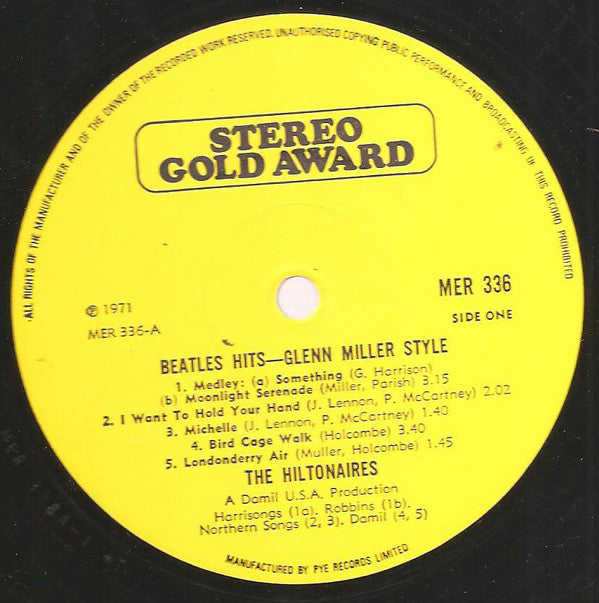 ALL RIGHTS OF THE MANUFACTURER AND OF THE OWNER OF THE RECORDED WORK RESERVED. UNAUTHORISED COPYING PUBLIC PERFORMANCE AND BROADCASTING OF THIS RECORD PROHIBITED
STEREO
GOLD AWARD
℗ 1971
MER 336-A
MER 336
SIDE ONE
BEATLES HITS—GLENN MILLER STYLE
1. Medley: (a) Something (G. Harrison)
(b) Moonlight Serenade (Miller, Parish) 3.15
2. I Want To Hold Your Hand (J. Lennon, P. McCartney) 2.02
3. Michelle (J. Lennon, P. McCartney) 1.40
4. Bird Cage Walk (Holcombe) 3.40
5. Londonderry Air (Muller, Holcombe) 1.45
THE HILTONAIRES
A Damil U.S.A. Production
Harrisongs (1a). Robbins (1b).
Northern Songs (2, 3). Damil (4, 5)
MANUFACTURED BY PYE RECORDS LIMITED